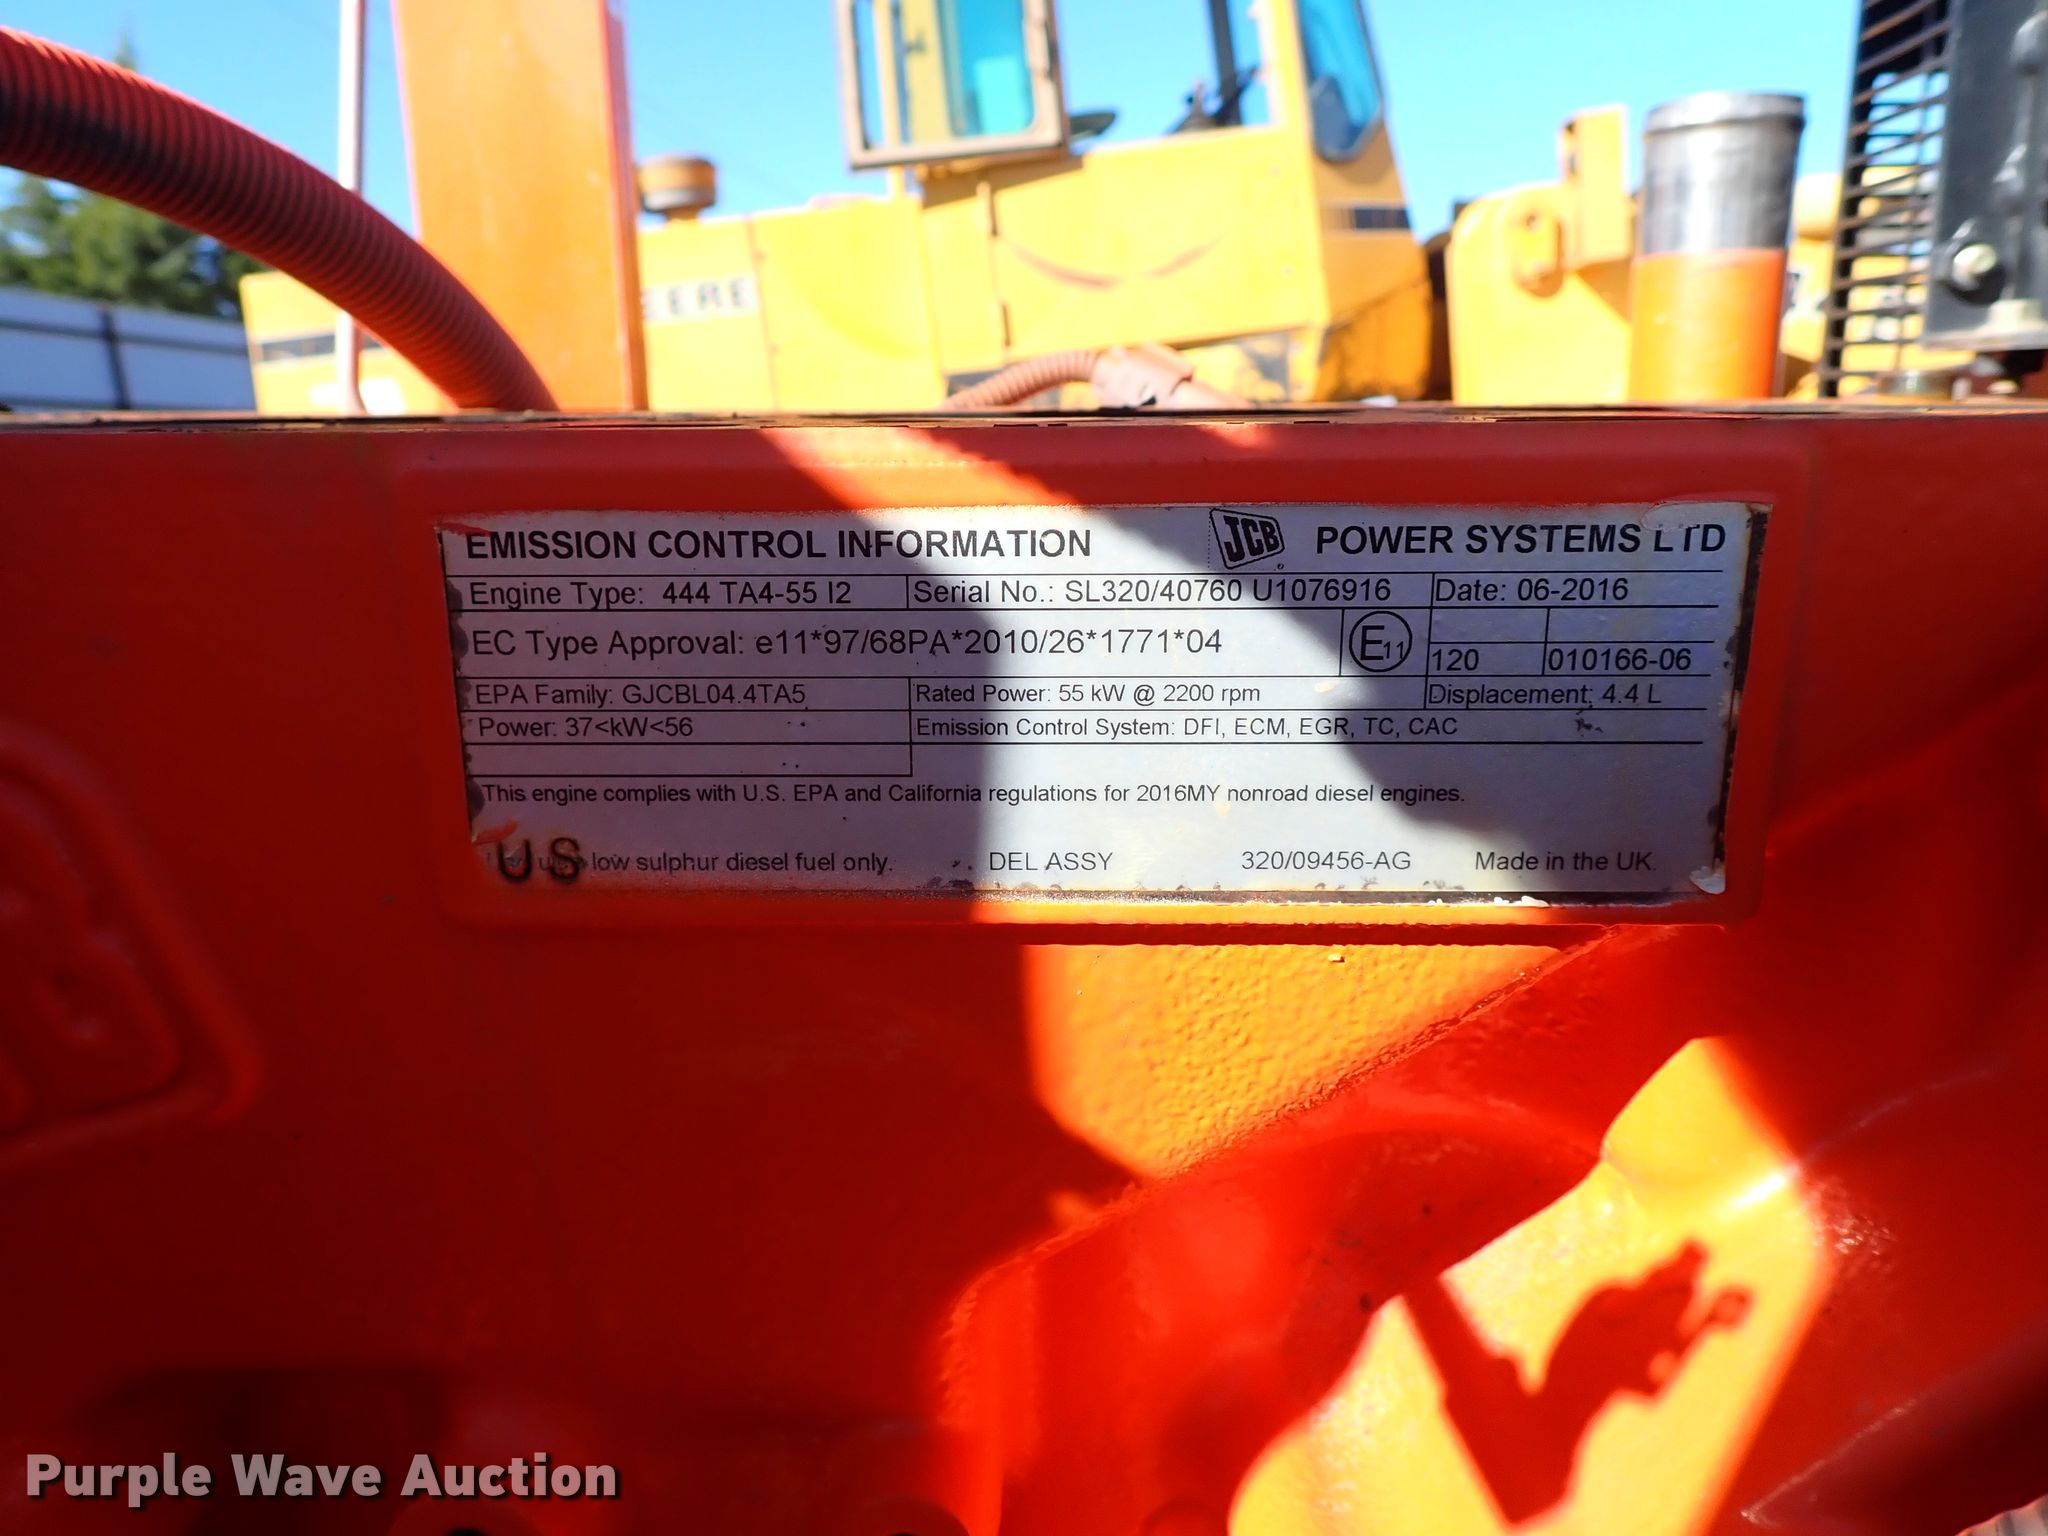 EERE
EMISSION CONTROL INFORMATION JCB POWER SYSTEMS LTD
Engine Type: 444 TA4-55 I2 Serial No.: SL320/40760 U1076916 Date: 06-2016
EC Type Approval: e11*97/68PA*2010/26*1771*04 E11 120 010166-06
EPA Family: GJCBL04.4TA5 Rated Power: 55 kW @ 2200 rpm Displacement: 4.4 L
Power: 37<kW<56 Emission Control System: DFI, ECM, EGR, TC, CAC
This engine complies with U.S. EPA and California regulations for 2016MY nonroad diesel engines.
US low sulphur diesel fuel only. DEL ASSY 320/09456-AG Made in the UK.
Purple Wave Auction